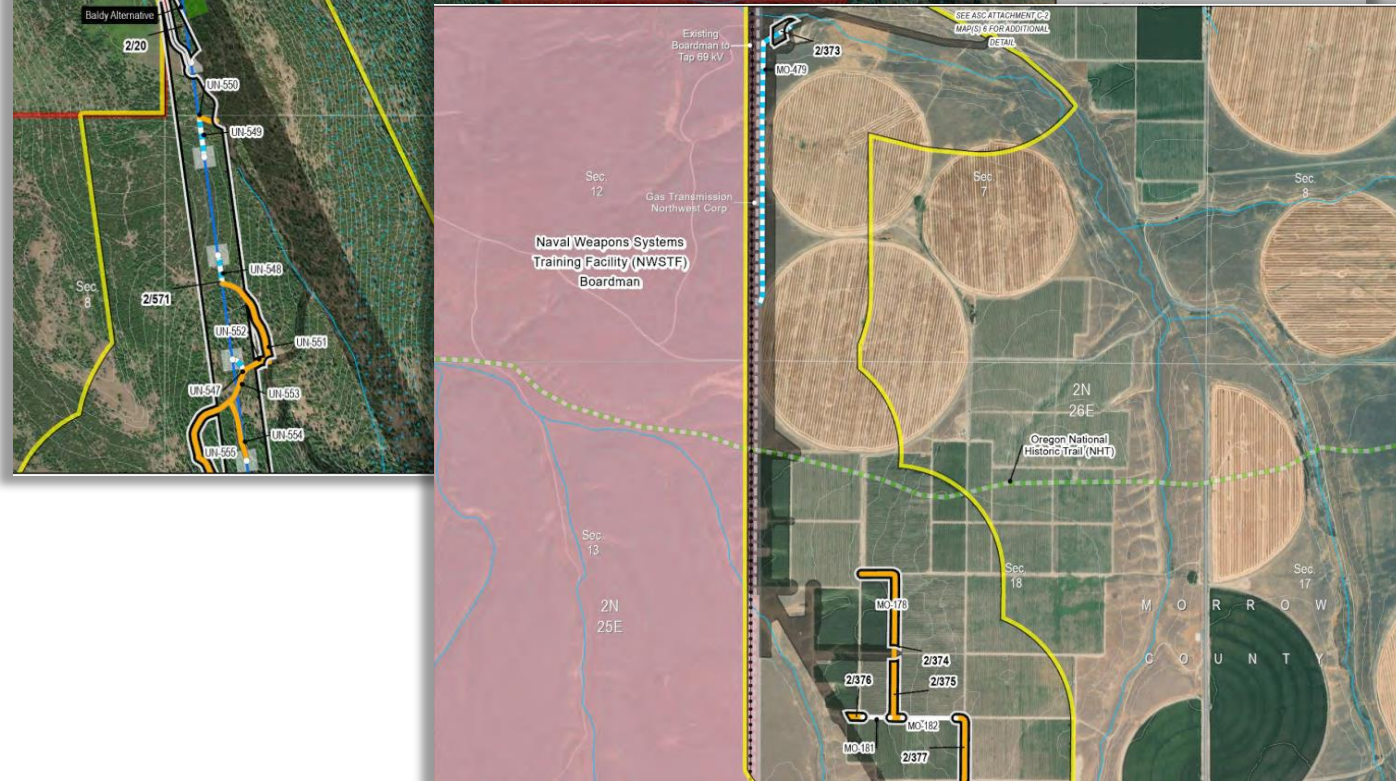 Baldy Alternative
2/20
UN-550
UN-549
UN-548
2/571
Sec.
8
UN-552
UN-551
UN-547
UN-553
UN-554
UN-555
SEE ASC ATTACHMENT C-2
MAP(S) 6 FOR ADDITIONAL
DETAIL
Existing
Boardman to
Tap 69 kV
2/373
MO-479
Sec.
12
Sec.
7
Sec.
8
Gas Transmission
Northwest Corp
Naval Weapons Systems
Training Facility (NWSTF)
Boardman
2N
26E
Oregon National
Historic Trail (NHT)
Sec.
13
Sec.
18
Sec.
17
2N
25E
MO-178
M O R R O W
C O U N T Y
2/374
2/376
2/375
MO-182
MO-181
2/377